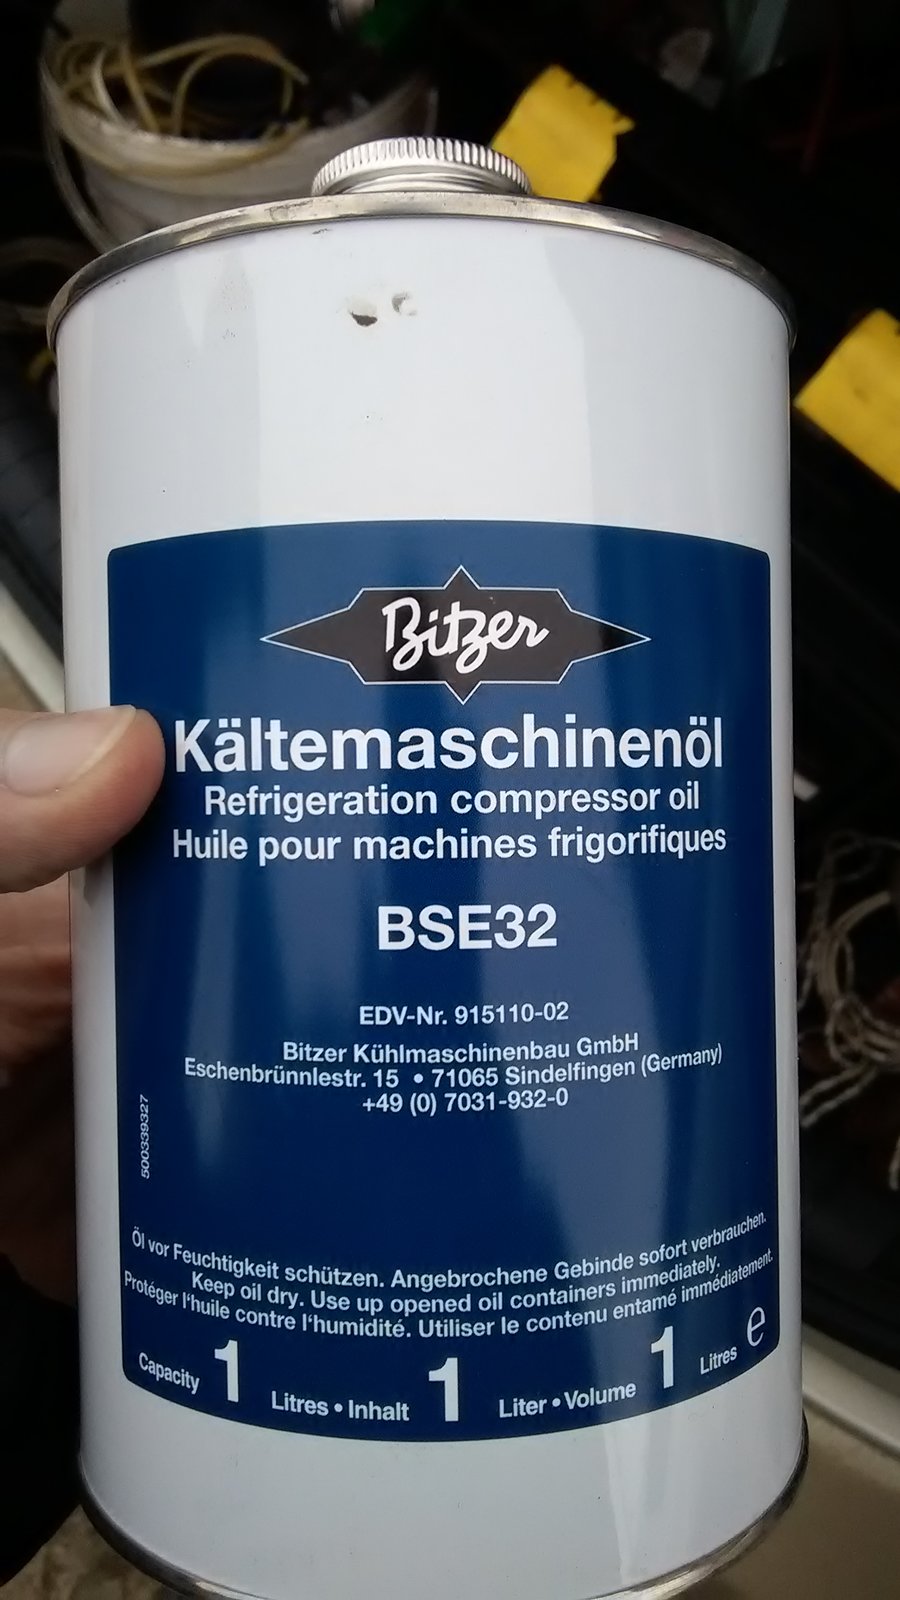 Bitzer
Kältemaschinenöl
Refrigeration compressor oil
Huile pour machines frigorifiques
BSE32
EDV-Nr. 915110-02
Bitzer Kühlmaschinenbau GmbH
Eschenbrünnlestr. 15 • 71065 Sindelfingen (Germany)
+49 (0) 7031-932-0
500339327
Öl vor Feuchtigkeit schützen. Angebrochene Gebinde sofort verbrauchen.
Keep oil dry. Use up opened oil containers immediately.
Protéger l'huile contre l'humidité. Utiliser le contenu entamé immédiatement.
Capacity 1 Litres • Inhalt 1 Liter • Volume 1 Litres e